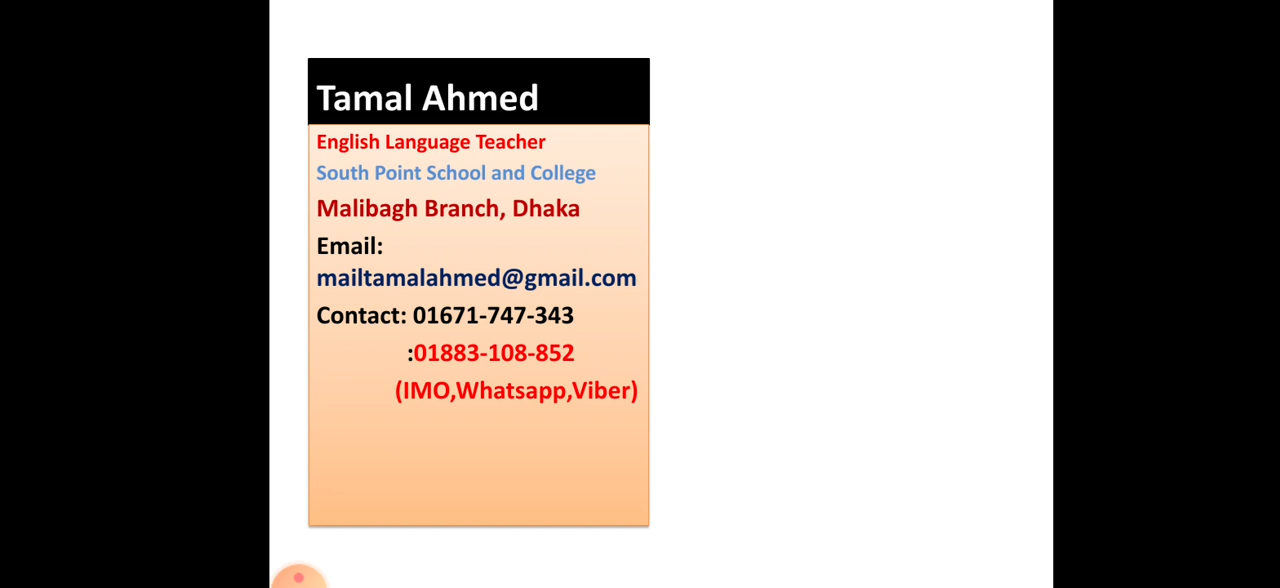 Tamal Ahmed
English Language Teacher
South Point School and College
Malibagh Branch, Dhaka
Email:
mailtamalahmed@gmail.com
Contact: 01671-747-343
:01883-108-852
(IMO,Whatsapp,Viber)